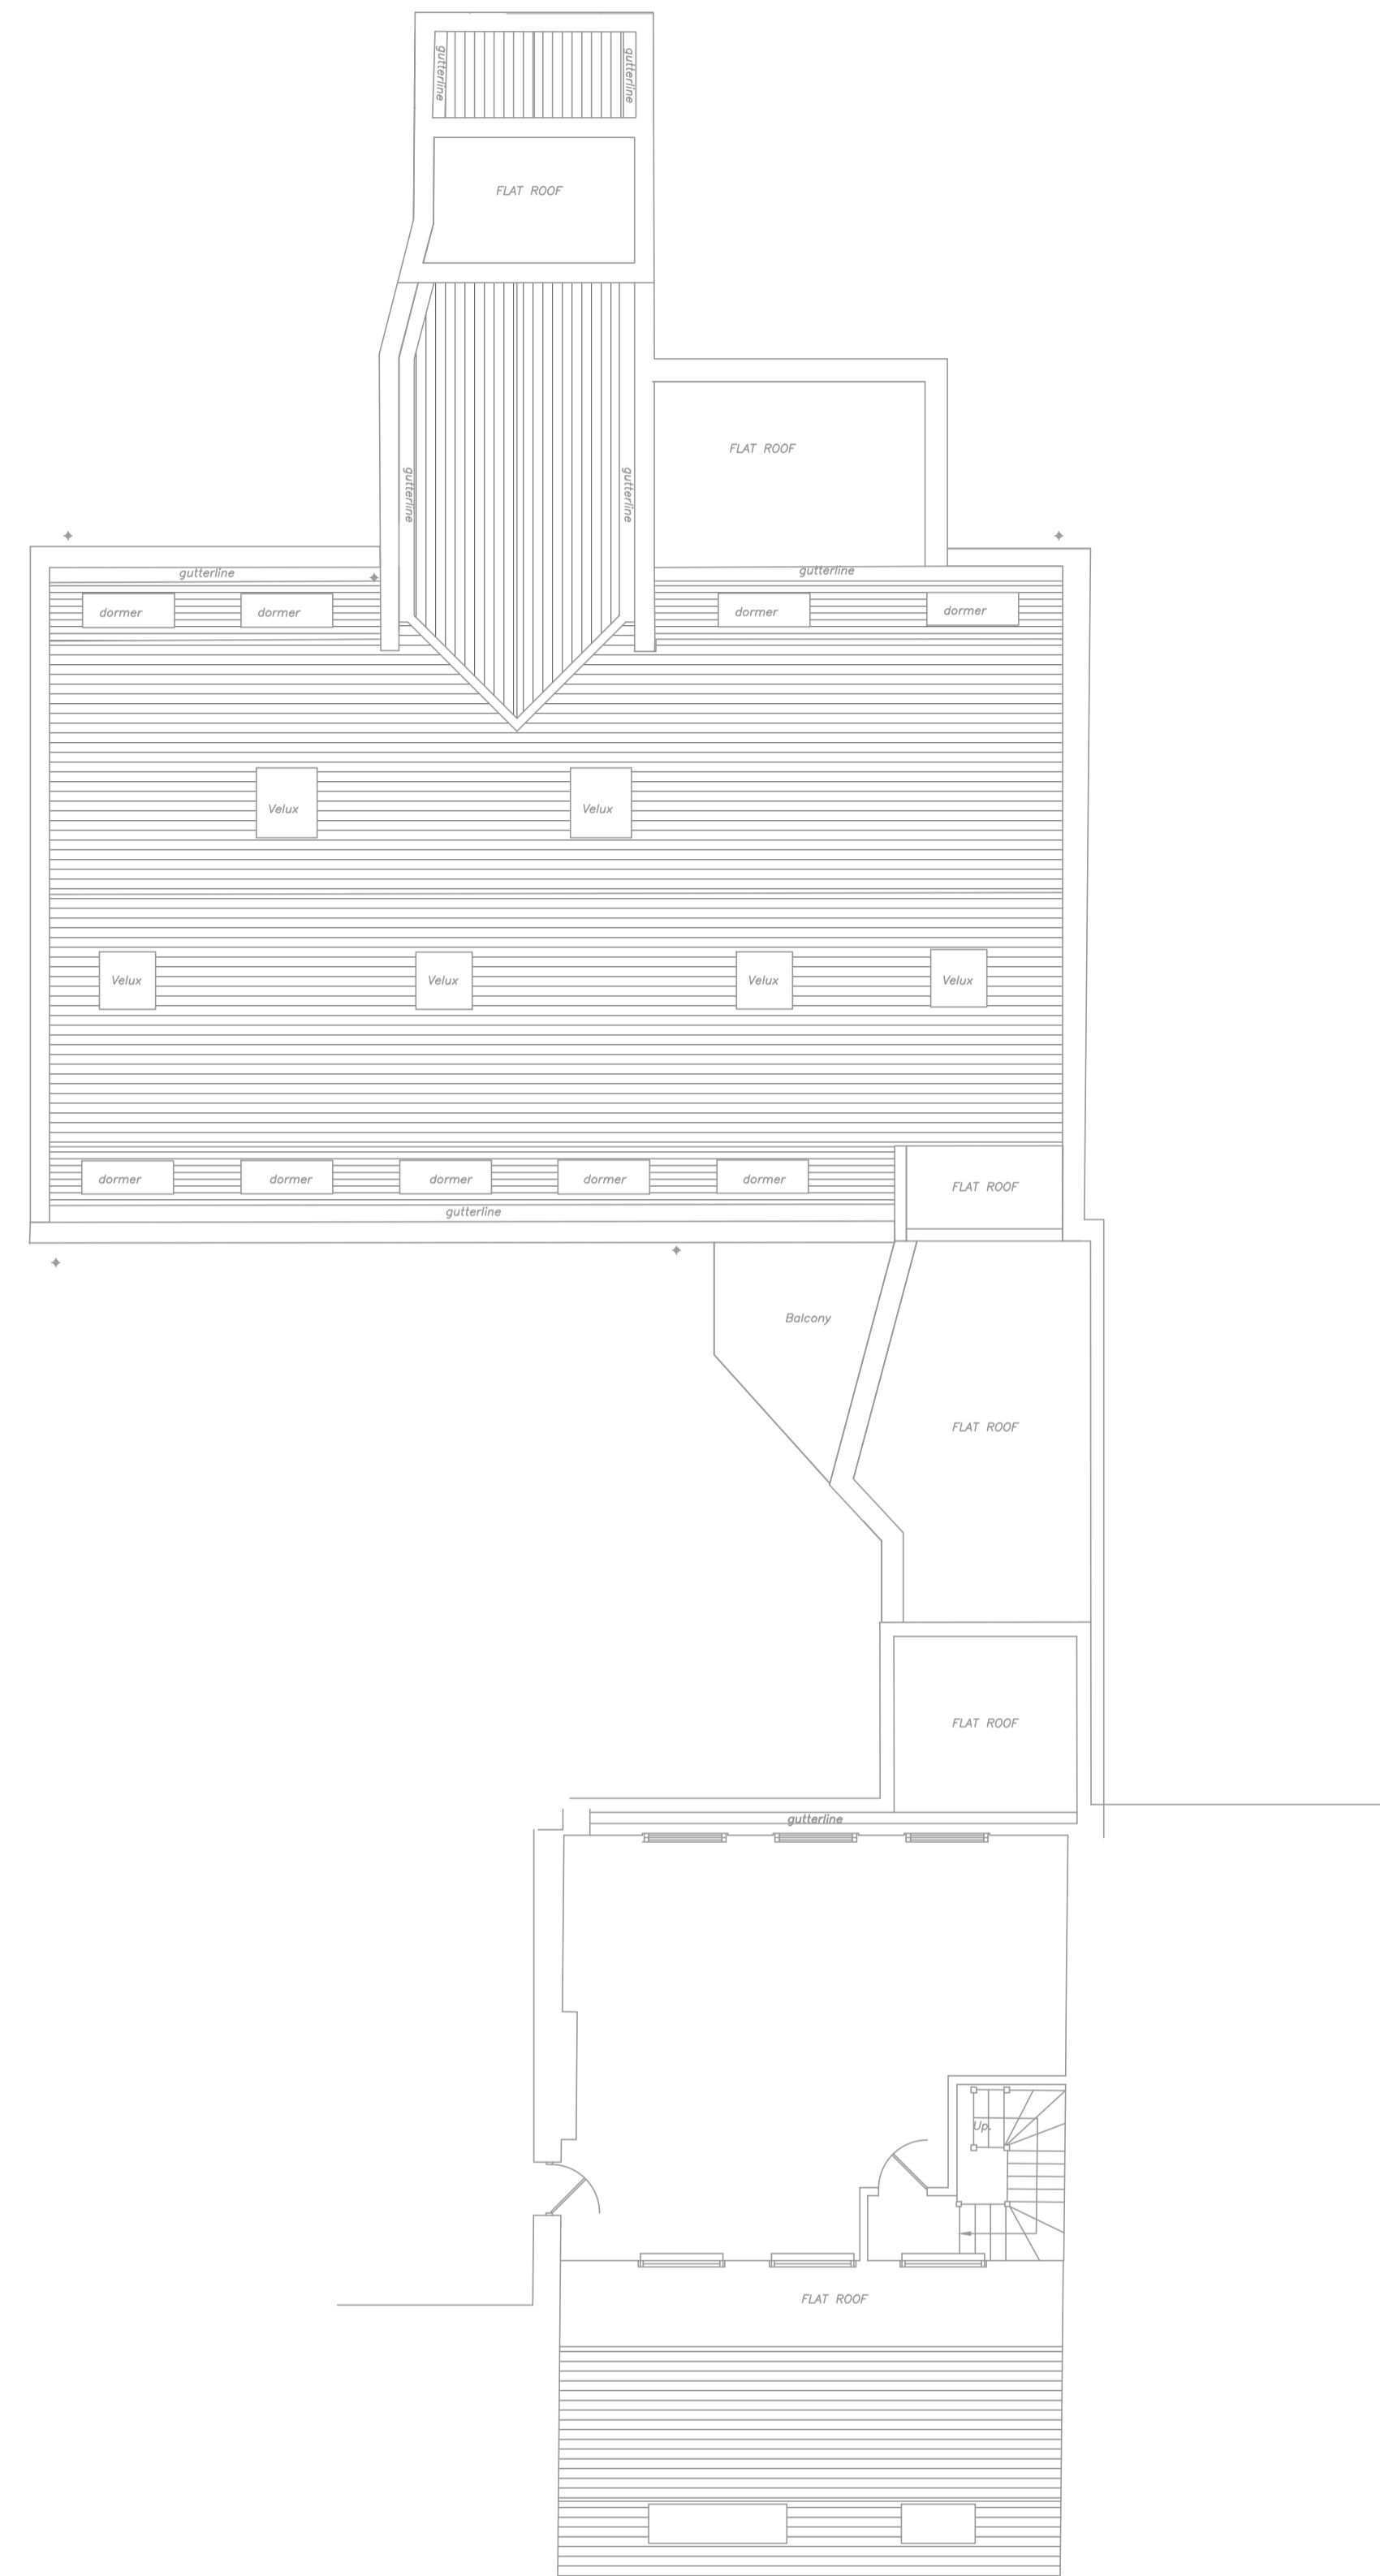 gutterline
gutterline
FLAT ROOF
FLAT ROOF
gutterline
gutterline
gutterline
gutterline
dormer
dormer
dormer
dormer
Velux
Velux
Velux
Velux
Velux
Velux
dormer
dormer
dormer
dormer
dormer
FLAT ROOF
gutterline
Balcony
FLAT ROOF
FLAT ROOF
gutterline
Up.
FLAT ROOF